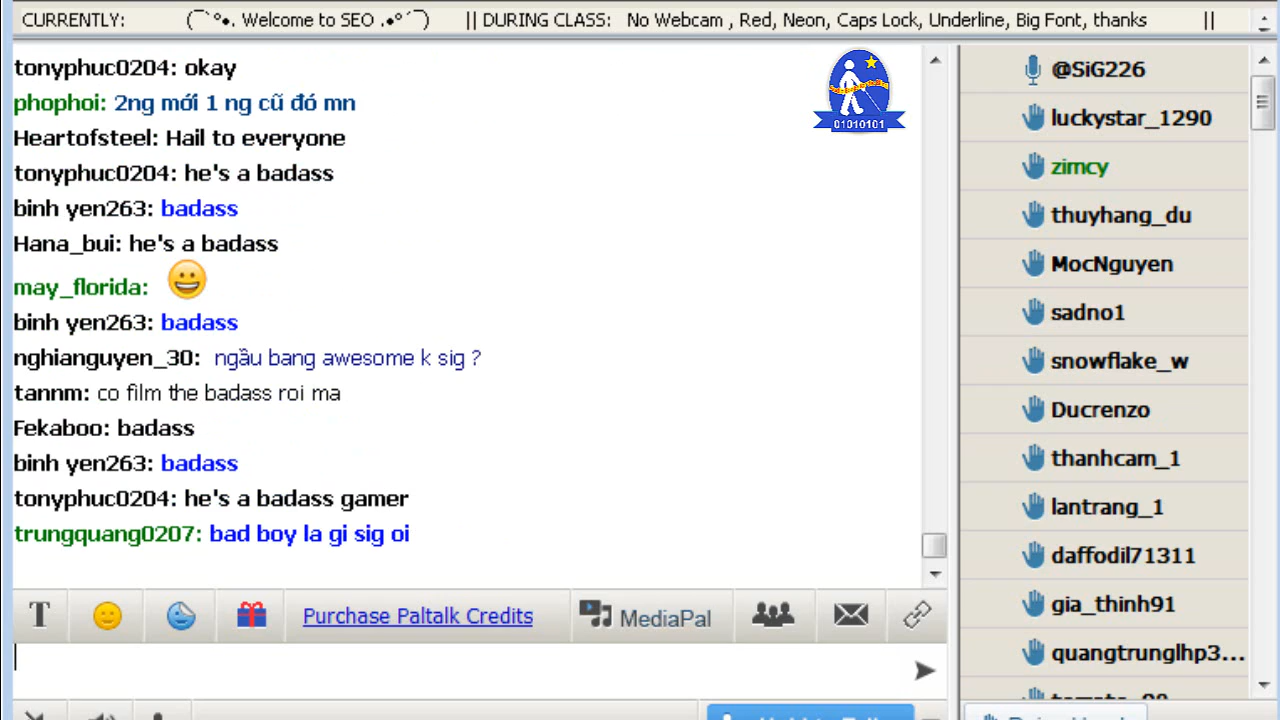 CURRENTLY: (¯`°•. Welcome to SEO .•°´¯) || DURING CLASS: No Webcam , Red, Neon, Caps Lock, Underline, Big Font, thanks ||
tonyphuc0204: okay
phophoi: 2ng mới 1 ng cũ đó mn
Heartofsteel: Hail to everyone
tonyphuc0204: he's a badass
binh yen263: badass
Hana_bui: he's a badass
may_florida:
binh yen263: badass
nghianguyen_30: ngầu bang awesome k sig ?
tannm: co film the badass roi ma
Fekaboo: badass
binh yen263: badass
tonyphuc0204: he's a badass gamer
trungquang0207: bad boy la gi sig oi
01010101
@SiG226
luckystar_1290
zimcy
thuyhang_du
MocNguyen
sadno1
snowflake_w
Ducrenzo
thanhcam_1
lantrang_1
daffodil71311
gia_thinh91
quangtrunglhp3...
T
Purchase Paltalk Credits
MediaPal